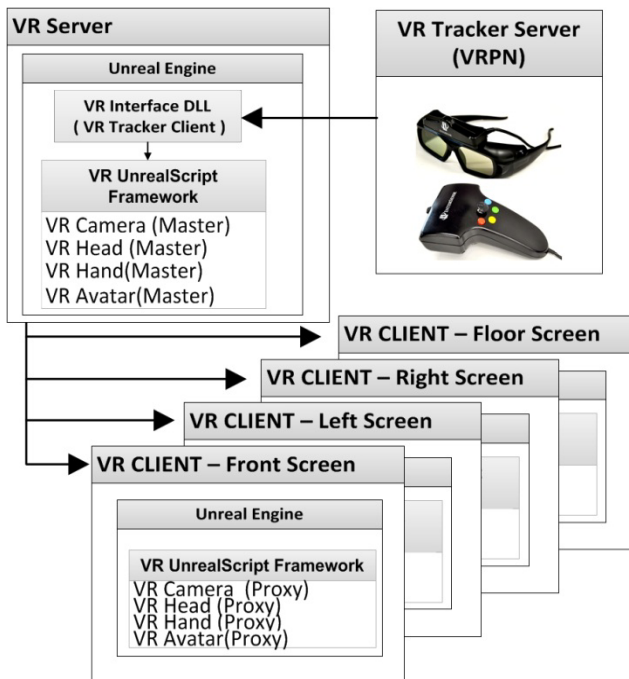 VR Server
Unreal Engine
VR Interface DLL
( VR Tracker Client )
VR UnrealScript
Framework
VR Camera (Master)
VR Head (Master)
VR Hand(Master)
VR Avatar(Master)
VR Tracker Server
(VRPN)
VR CLIENT – Floor Screen
VR CLIENT – Right Screen
VR CLIENT – Left Screen
VR CLIENT – Front Screen
Unreal Engine
VR UnrealScript Framework
VR Camera (Proxy)
VR Head (Proxy)
VR Hand (Proxy)
VR Avatar(Proxy)